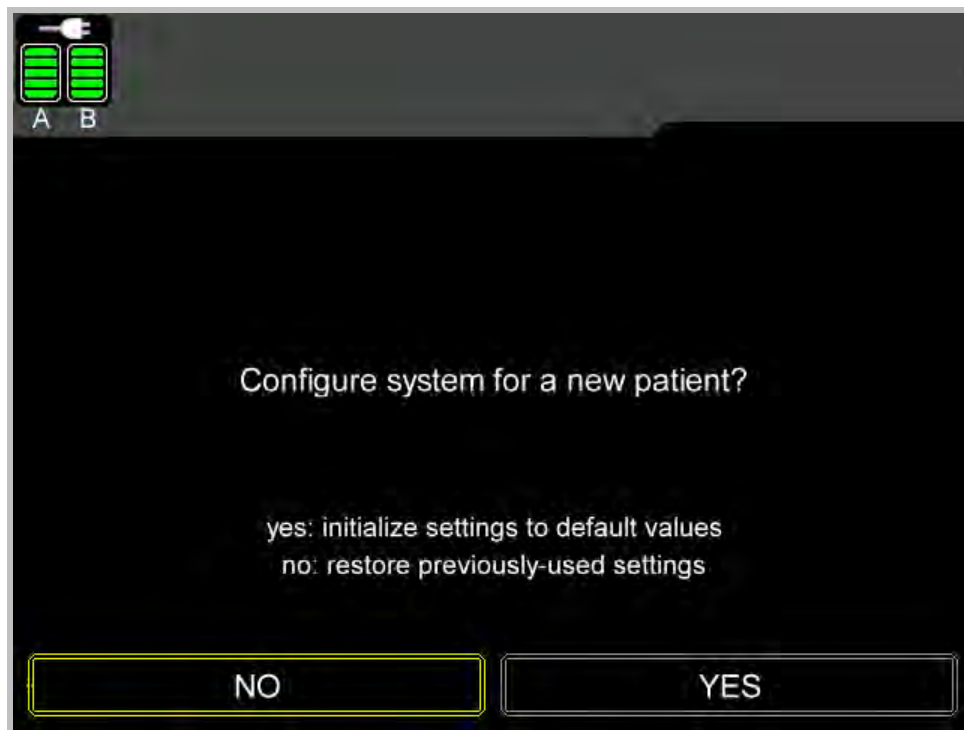 A B
Configure system for a new patient?
yes: initialize settings to default values
no: restore previously-used settings
NO YES